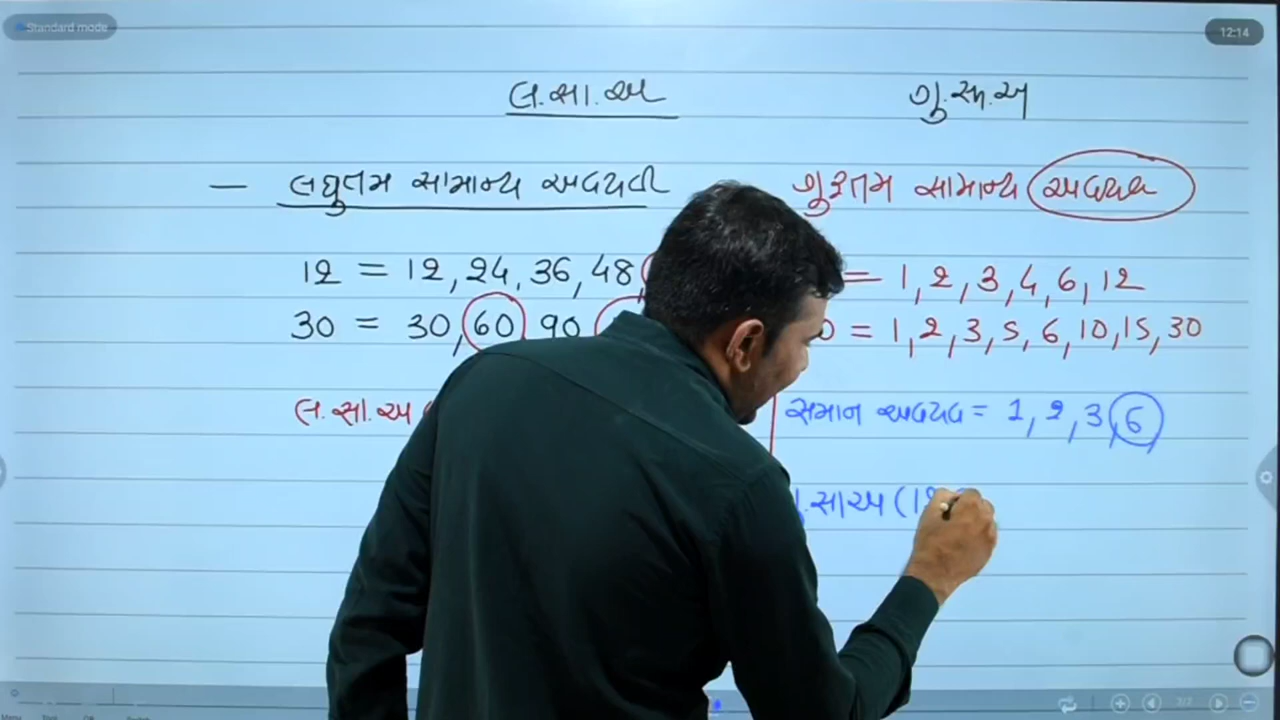 Standard mode
12:14
લ.સા.અ
ગુ.સા.અ
— લઘુતમ સામાન્ય અવયવી
ગુરુતમ સામાન્ય અવયવ
12 = 12, 24, 36, 48,
= 1, 2, 3, 4, 6, 12
30 = 30, 60, 90
0 = 1, 2, 3, 5, 6, 10, 15, 30
લ.સા.અ
સમાન અવયવ = 1, 2, 3, 6
.સાઅ (12